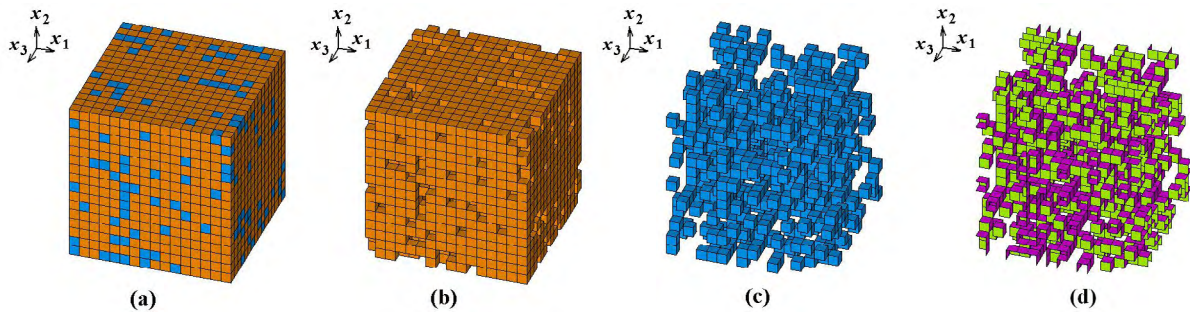 x₂
x₃ x₁
(a)
x₂
x₃ x₁
(b)
x₂
x₃ x₁
(c)
x₂
x₃ x₁
(d)